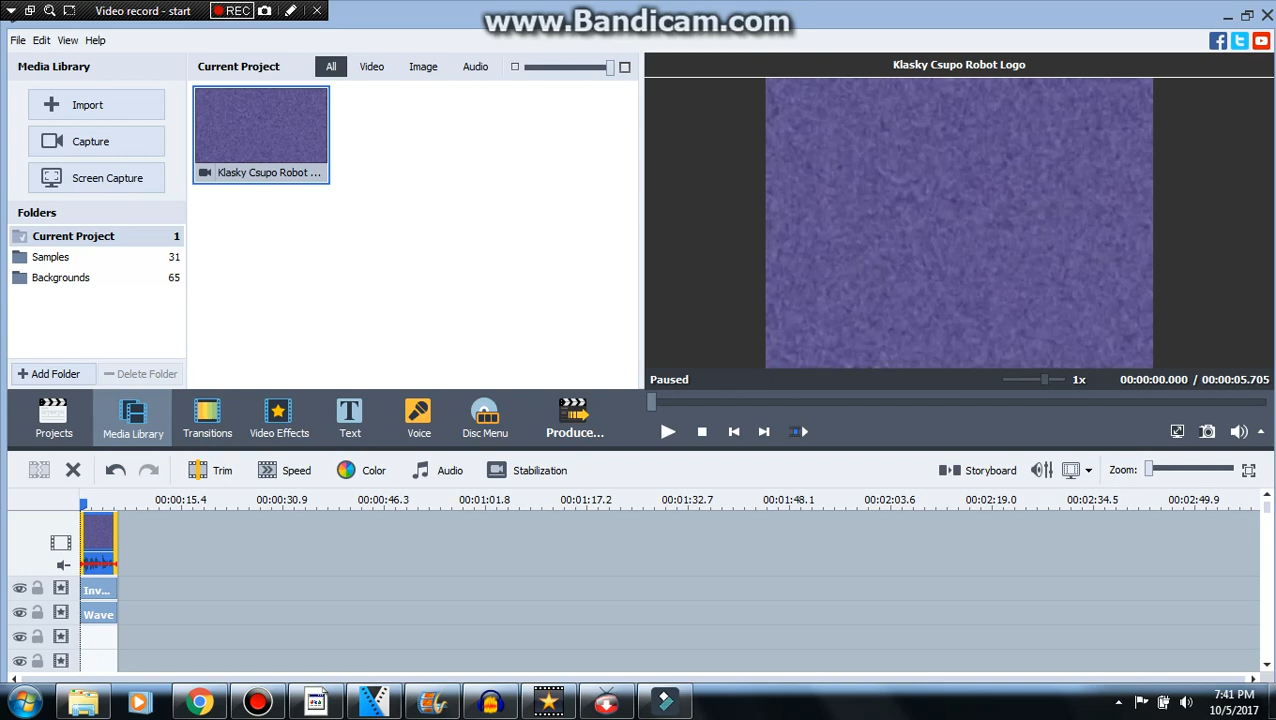 Video record - start
REC
www.Bandicam.com
File Edit View Help
Media Library
Current Project All Video Image Audio
Klasky Csupo Robot Logo
Import
Capture
Screen Capture
Klasky Csupo Robot ...
Folders
Current Project 1
Samples 31
Backgrounds 65
Add Folder Delete Folder
Paused 1x 00:00:00.000 / 00:00:05.705
Projects Media Library Transitions Video Effects Text Voice Disc Menu Produce...
Trim Speed Color Audio Stabilization Storyboard Zoom:
00:00:15.4 00:00:30.9 00:00:46.3 00:01:01.8 00:01:17.2 00:01:32.7 00:01:48.1 00:02:03.6 00:02:19.0 00:02:34.5 00:02:49.9
Inv...
Wave
7:41 PM
10/5/2017